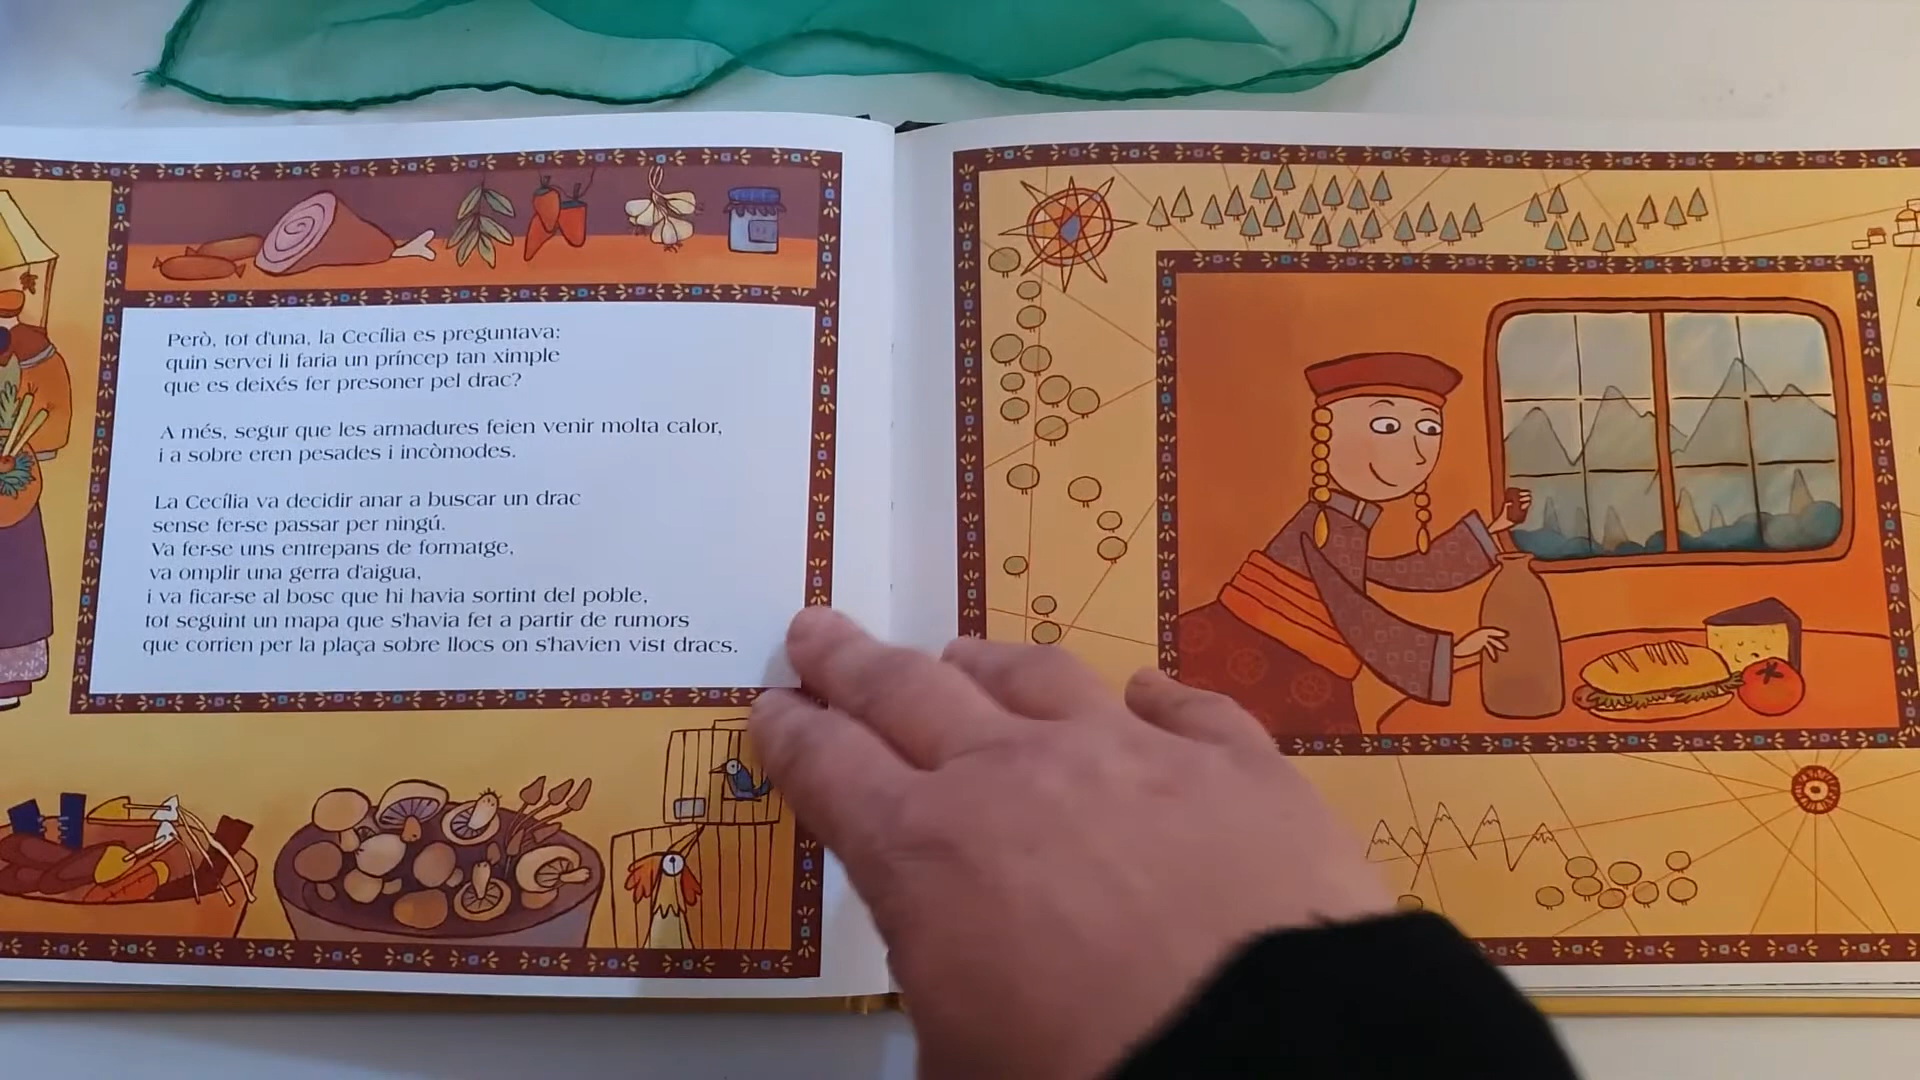 Però, tot d'una, la Cecília es preguntava:
quin servei li faria un príncep tan ximple
que es deixés fer presoner pel drac?
A més, segur que les armadures feien venir molta calor,
i a sobre eren pesades i incòmodes.
La Cecília va decidir anar a buscar un drac
sense fer-se passar per ningú.
Va fer-se uns entrepans de formatge,
va omplir una gerra d'aigua,
i va ficar-se al bosc que hi havia sortint del poble,
tot seguint un mapa que s'havia fet a partir de rumors
que corrien per la plaça sobre llocs on s'havien vist dracs.